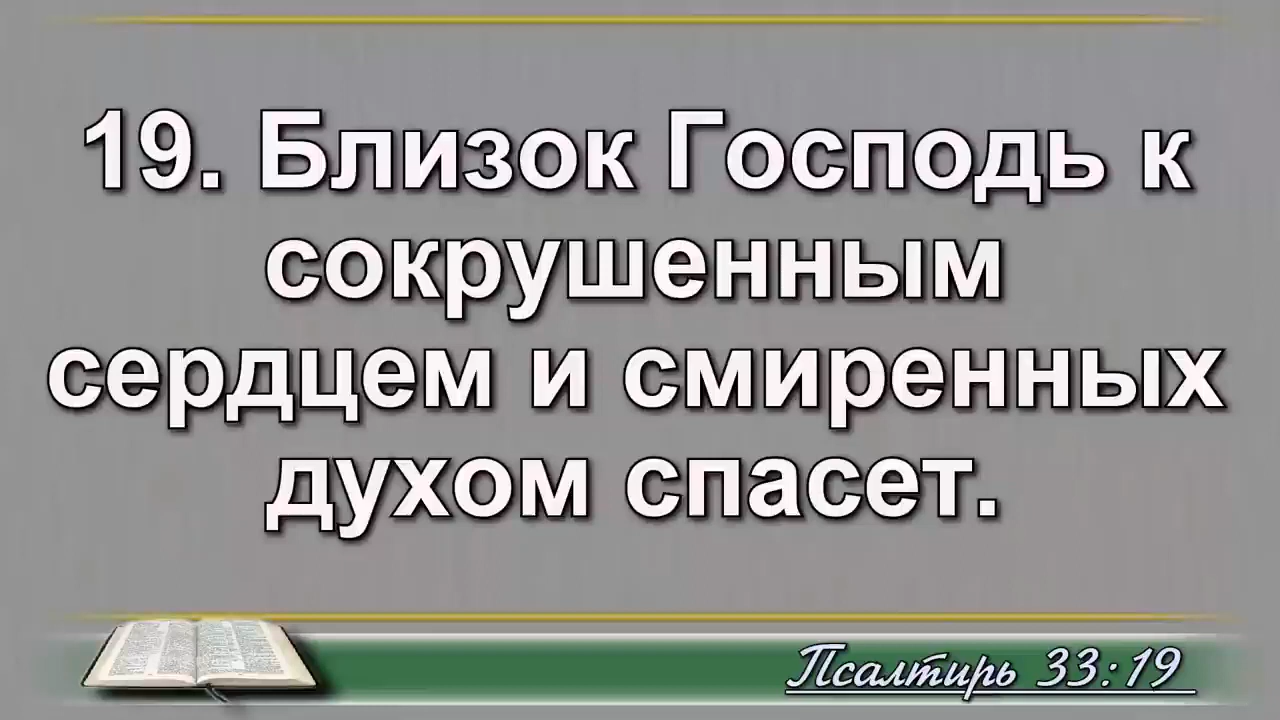 19. Близок Господь к
сокрушенным
сердцем и смиренных
духом спасет.
Псалтирь 33:19